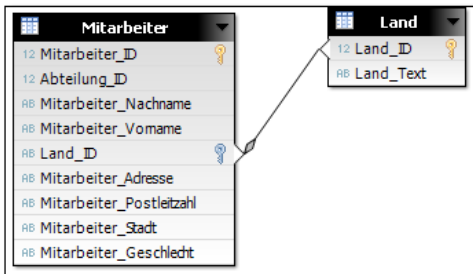 Mitarbeiter
12 Mitarbeiter_ID
12 Abteilung_ID
AB Mitarbeiter_Nachname
AB Mitarbeiter_Vorname
AB Land_ID
AB Mitarbeiter_Adresse
AB Mitarbeiter_Postleitzahl
AB Mitarbeiter_Stadt
AB Mitarbeiter_Geschlecht
Land
12 Land_ID
AB Land_Text